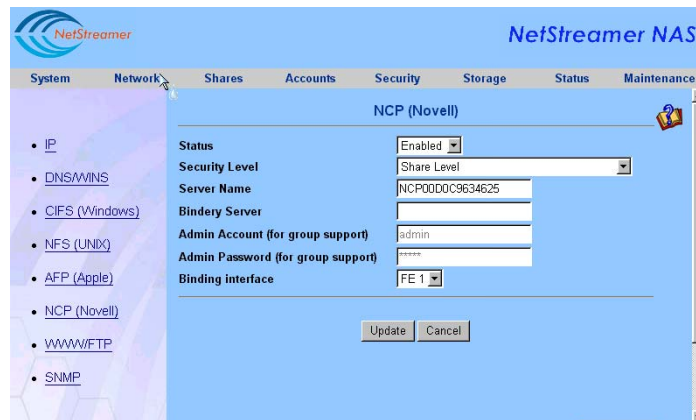 NetStreamer
NetStreamer NAS
System Network Shares Accounts Security Storage Status Maintenance
NCP (Novell)
• IP
• DNS/WINS
• CIFS (Windows)
• NFS (UNIX)
• AFP (Apple)
• NCP (Novell)
• WWW/FTP
• SNMP
Status Enabled
Security Level Share Level
Server Name NCP00D0C9634625
Bindery Server
Admin Account (for group support) admin
Admin Password (for group support) *****
Binding interface FE 1
Update Cancel